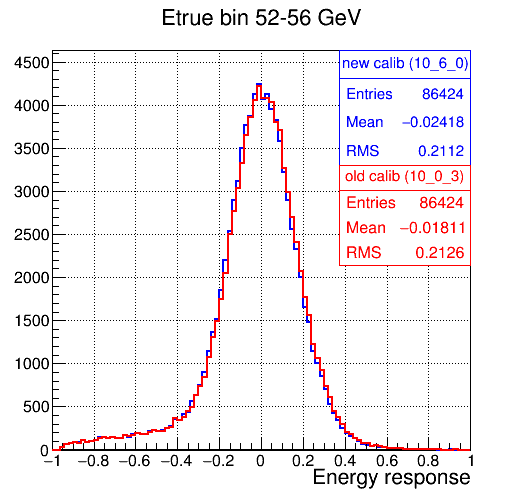 Etrue bin 52-56 GeV
new calib (10_6_0)
Entries 86424
Mean −0.02418
RMS 0.2112
old calib (10_0_3)
Entries 86424
Mean −0.01811
RMS 0.2126
4500
4000
3500
3000
2500
2000
1500
1000
500
0
−1 −0.8 −0.6 −0.4 −0.2 0 0.2 0.4 0.6 0.8 1
Energy response